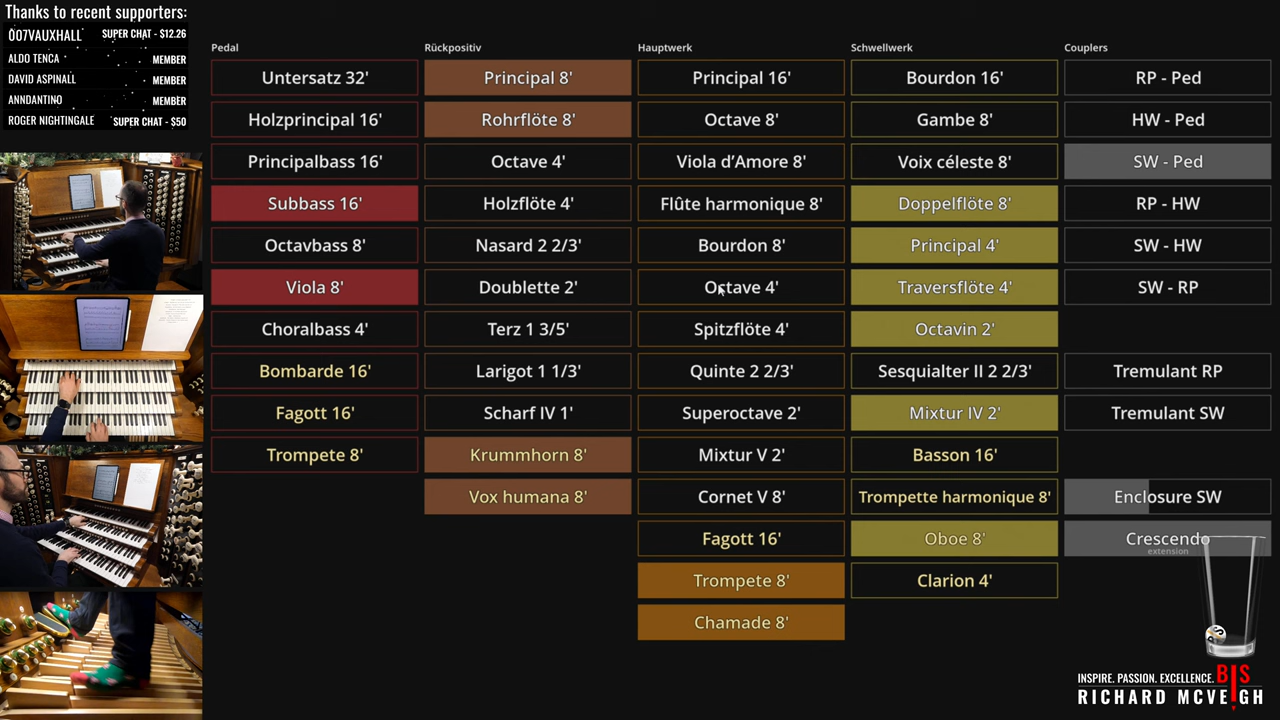 Thanks to recent supporters:
007VAUXHALL SUPER CHAT - $12.26
ALDO TENCA MEMBER
DAVID ASPINALL MEMBER
ANNDANTINO MEMBER
ROGER NIGHTINGALE SUPER CHAT - $50
Pedal
Untersatz 32'
Holzprincipal 16'
Principalbass 16'
Subbass 16'
Octavbass 8'
Viola 8'
Choralbass 4'
Bombarde 16'
Fagott 16'
Trompete 8'
Rückpositiv
Principal 8'
Rohrflöte 8'
Octave 4'
Holzflöte 4'
Nasard 2 2/3'
Doublette 2'
Terz 1 3/5'
Larigot 1 1/3'
Scharf IV 1'
Krummhorn 8'
Vox humana 8'
Hauptwerk
Principal 16'
Octave 8'
Viola d’Amore 8'
Flûte harmonique 8'
Bourdon 8'
Octave 4'
Spitzflöte 4'
Quinte 2 2/3'
Superoctave 2'
Mixtur V 2'
Cornet V 8'
Fagott 16'
Trompete 8'
Chamade 8'
Schwellwerk
Bourdon 16'
Gambe 8'
Voix céleste 8'
Doppelflöte 8'
Principal 4'
Traversflöte 4'
Octavin 2'
Sesquialter II 2 2/3'
Mixtur IV 2'
Basson 16'
Trompette harmonique 8'
Oboe 8'
Clarion 4'
Couplers
RP - Ped
HW - Ped
SW - Ped
RP - HW
SW - HW
SW - RP
Tremulant RP
Tremulant SW
Enclosure SW
Crescendo
extension
INSPIRE. PASSION. EXCELLENCE. BIS
RICHARD MCVEIGH